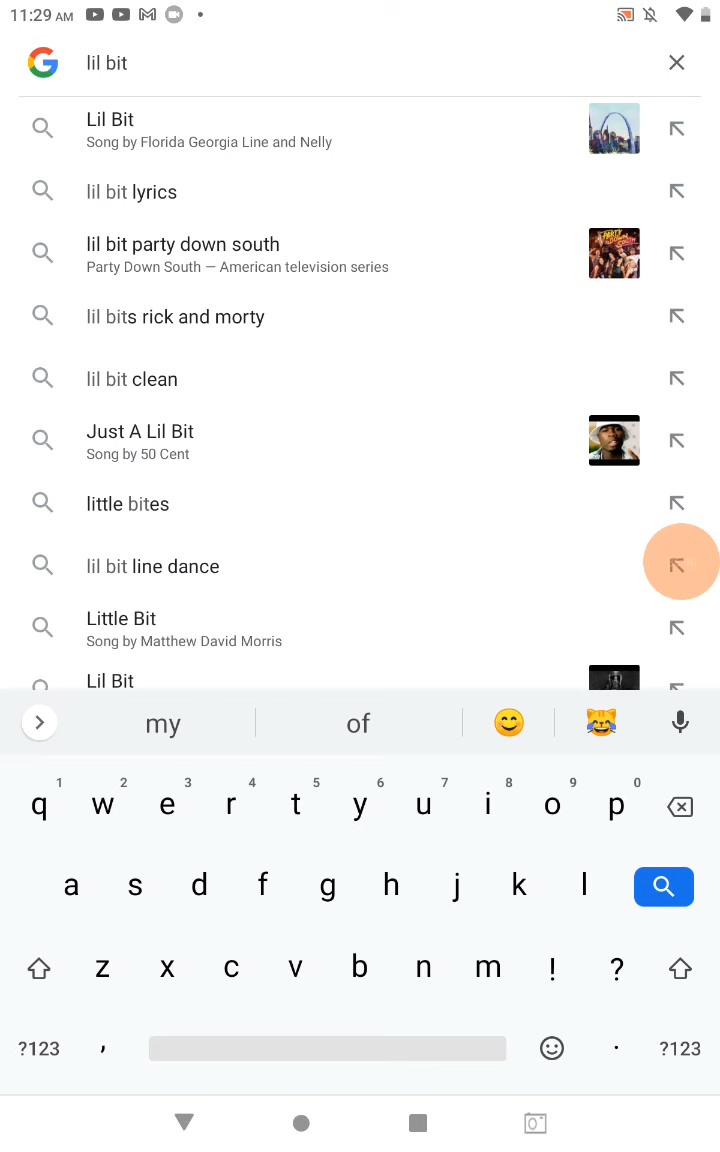 11:29 AM
lil bit
Lil Bit
Song by Florida Georgia Line and Nelly
lil bit lyrics
lil bit party down south
Party Down South — American television series
lil bits rick and morty
lil bit clean
Just A Lil Bit
Song by 50 Cent
little bites
lil bit line dance
Little Bit
Song by Matthew David Morris
Lil Bit
my of 😊 😹
1 2 3 4 5 6 7 8 9 0
q w e r t y u i o p
a s d f g h j k l
z x c v b n m ! ?
?123 , . ?123